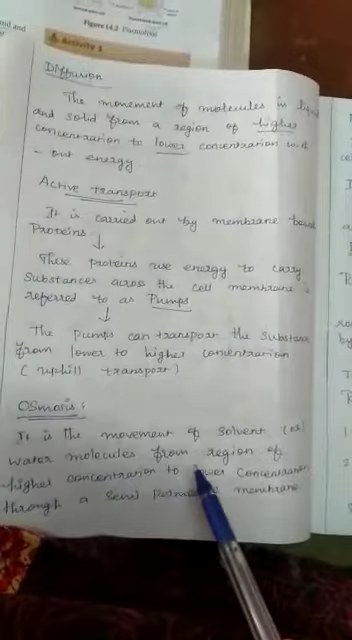 Figure 14.2 Plasmolysis
Activity 1
Diffusion
The movement of molecules in liquid
and solid from a region of higher
concentration to lower concentration with
- out energy.
Active transport
It is carried out by membrane bound
Proteins.
↓
These proteins use energy to carry
Substances across the cell membrane is
referred to as Pumps
↓
The pumps can transport the Substance
from lower to higher concentration
(uphill transport)
Osmosis:
It is the movement of solvent (or)
water molecules from region of
higher concentration to lower Concentration
through a Semi membrane